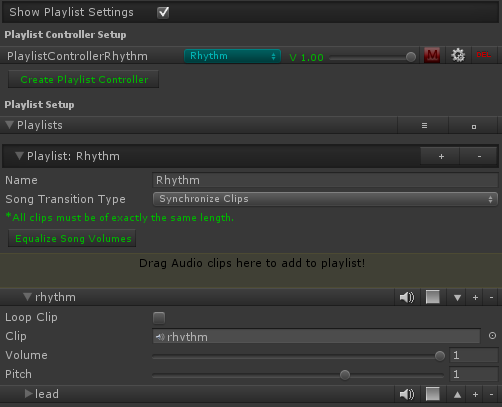 Show Playlist Settings
Playlist Controller Setup
PlaylistControllerRhythm Rhythm V 1.00 M DEL
Create Playlist Controller
Playlist Setup
Playlists
Playlist: Rhythm + -
Name Rhythm
Song Transition Type Synchronize Clips
*All clips must be of exactly the same length.
Equalize Song Volumes
Drag Audio clips here to add to playlist!
rhythm + -
Loop Clip
Clip rhythm
Volume 1
Pitch 1
lead + -